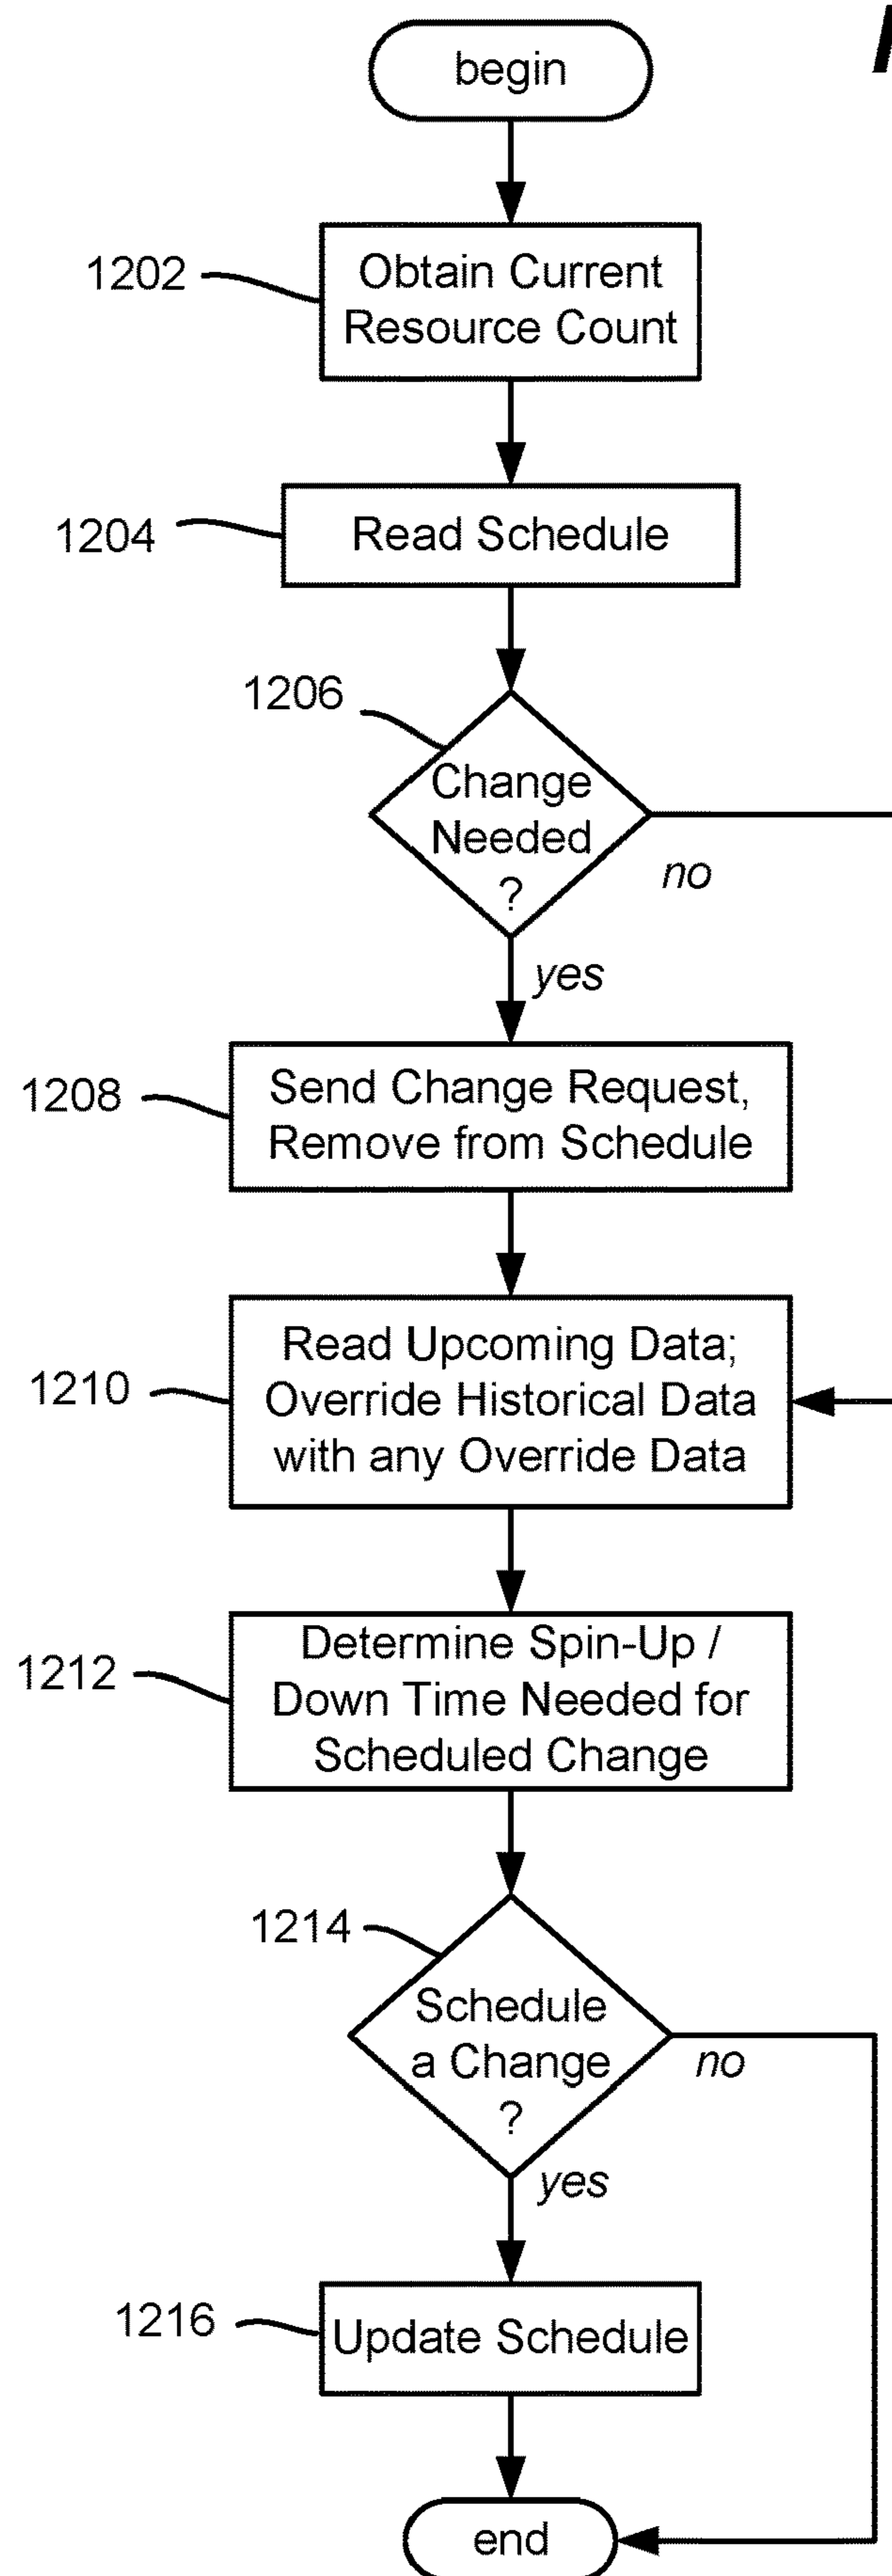 begin
1202
Obtain Current
Resource Count
1204
Read Schedule
1206
Change
Needed
?
no
yes
1208
Send Change Request,
Remove from Schedule
1210
Read Upcoming Data;
Override Historical Data
with any Override Data
1212
Determine Spin-Up /
Down Time Needed for
Scheduled Change
1214
Schedule
a Change
?
no
yes
1216
Update Schedule
end